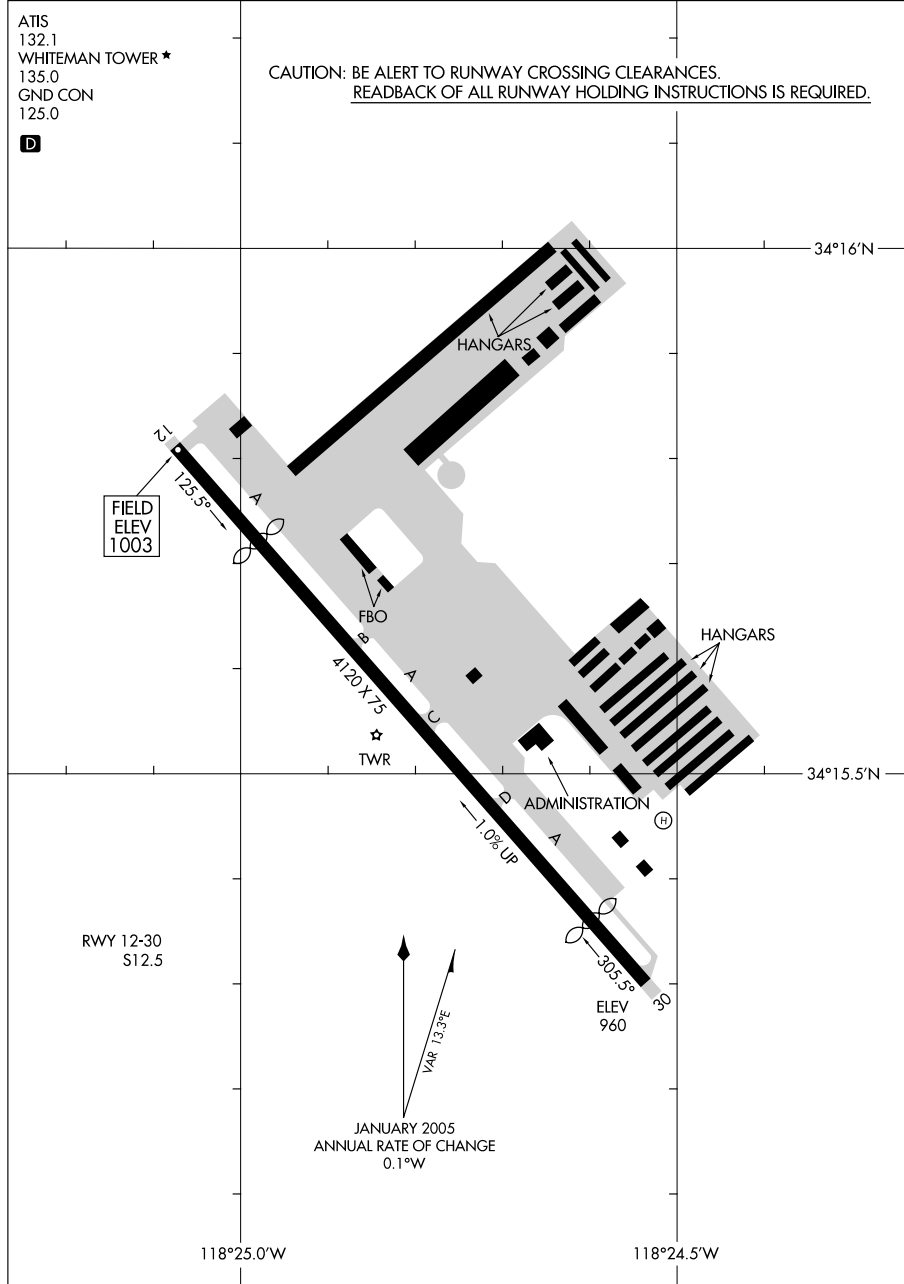 ATIS
132.1
WHITEMAN TOWER ★
135.0
GND CON
125.0
D
CAUTION: BE ALERT TO RUNWAY CROSSING CLEARANCES.
READBACK OF ALL RUNWAY HOLDING INSTRUCTIONS IS REQUIRED.
34°16'N
HANGARS
12
125.5°
A
FIELD
ELEV
1003
FBO
B
HANGARS
4120 X 75
A
C
TWR
34°15.5'N
D
ADMINISTRATION
H
1.0% UP
A
RWY 12-30
S12.5
305.5°
30
ELEV
960
VAR 13.3°E
JANUARY 2005
ANNUAL RATE OF CHANGE
0.1°W
118°25.0'W
118°24.5'W